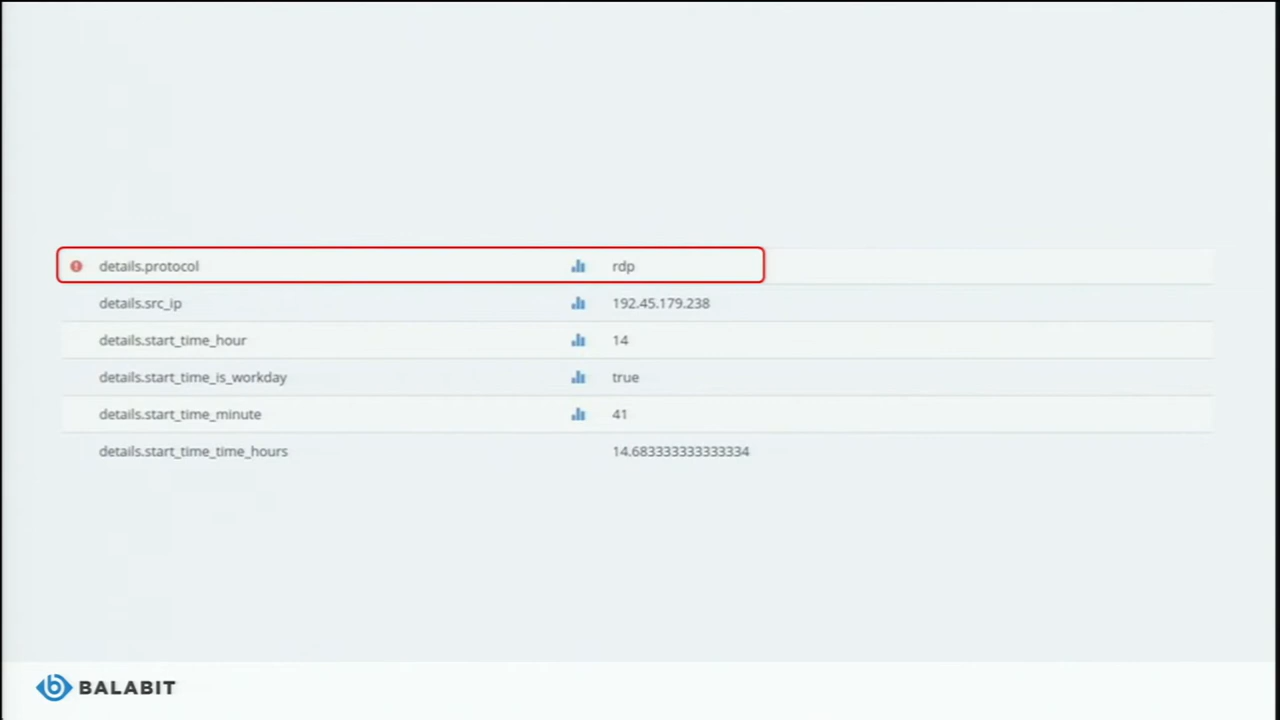 details.protocol rdp
details.src_ip 192.45.179.238
details.start_time_hour 14
details.start_time_is_workday true
details.start_time_minute 41
details.start_time_time_hours 14.683333333333334
BALABIT